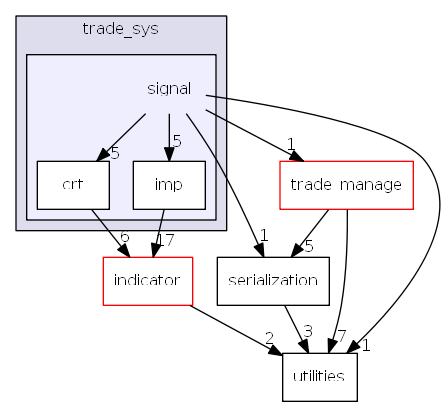 trade_sys
signal
5
5
1
crt
imp
trade_manage
6
17
1
5
indicator
serialization
2
3
7
1
utilities